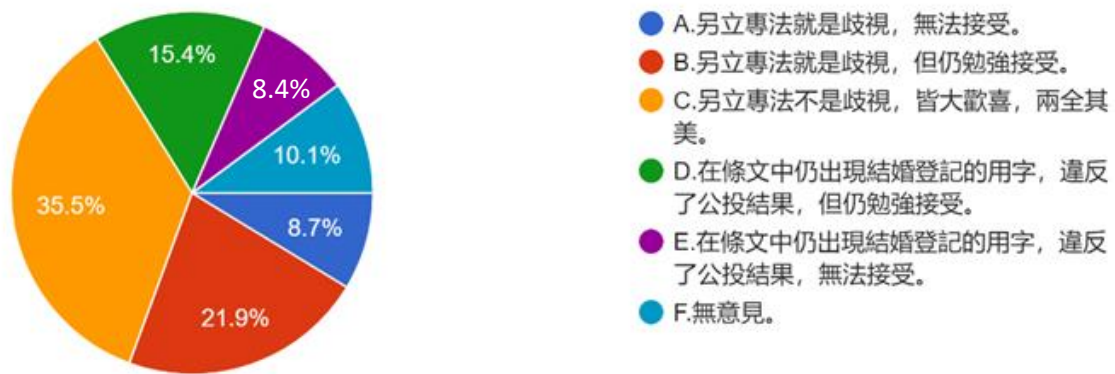 15.4%
8.4%
10.1%
35.5%
8.7%
21.9%
A.另立專法就是歧視，無法接受。
B.另立專法就是歧視，但仍勉強接受。
C.另立專法不是歧視，皆大歡喜，兩全其
美。
D.在條文中仍出現結婚登記的用字，違反
了公投結果，但仍勉強接受。
E.在條文中仍出現結婚登記的用字，違反
了公投結果，無法接受。
F.無意見。